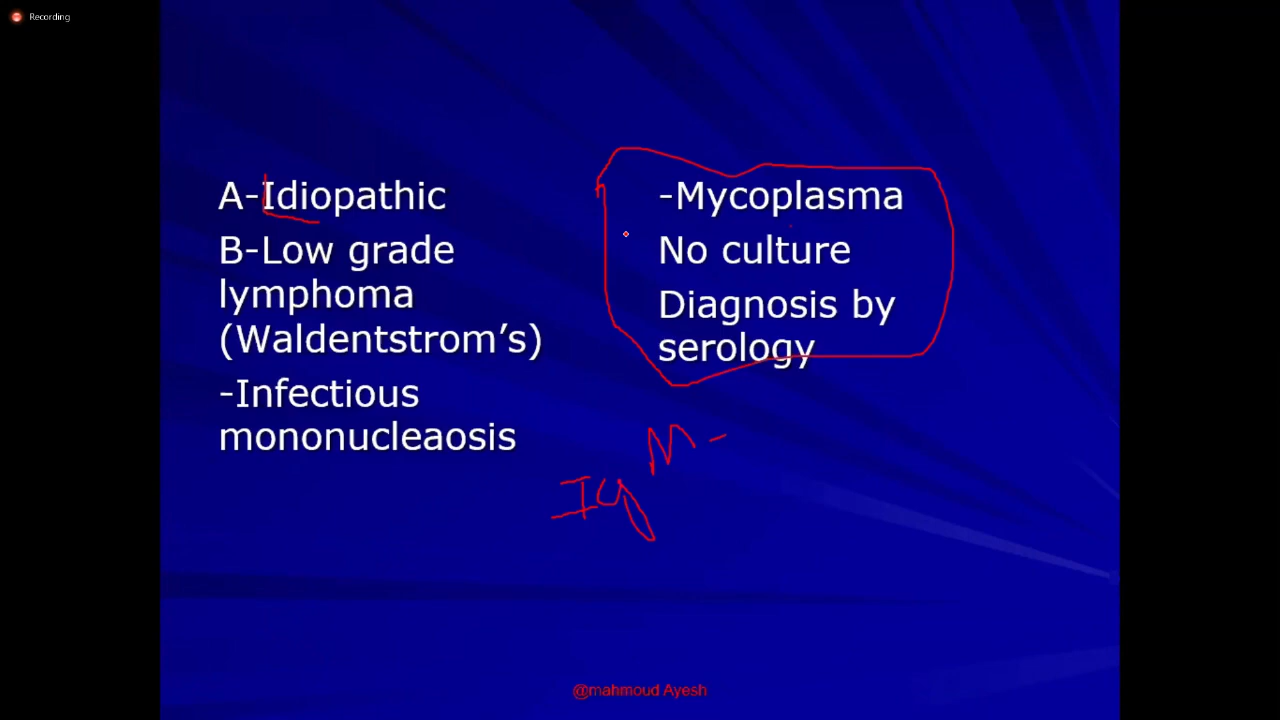 Recording
A-Idiopathic
B-Low grade
lymphoma
(Waldentstrom's)
-Infectious
mononucleaosis
-Mycoplasma
No culture
Diagnosis by
serology
IgM -
@mahmoud Ayesh